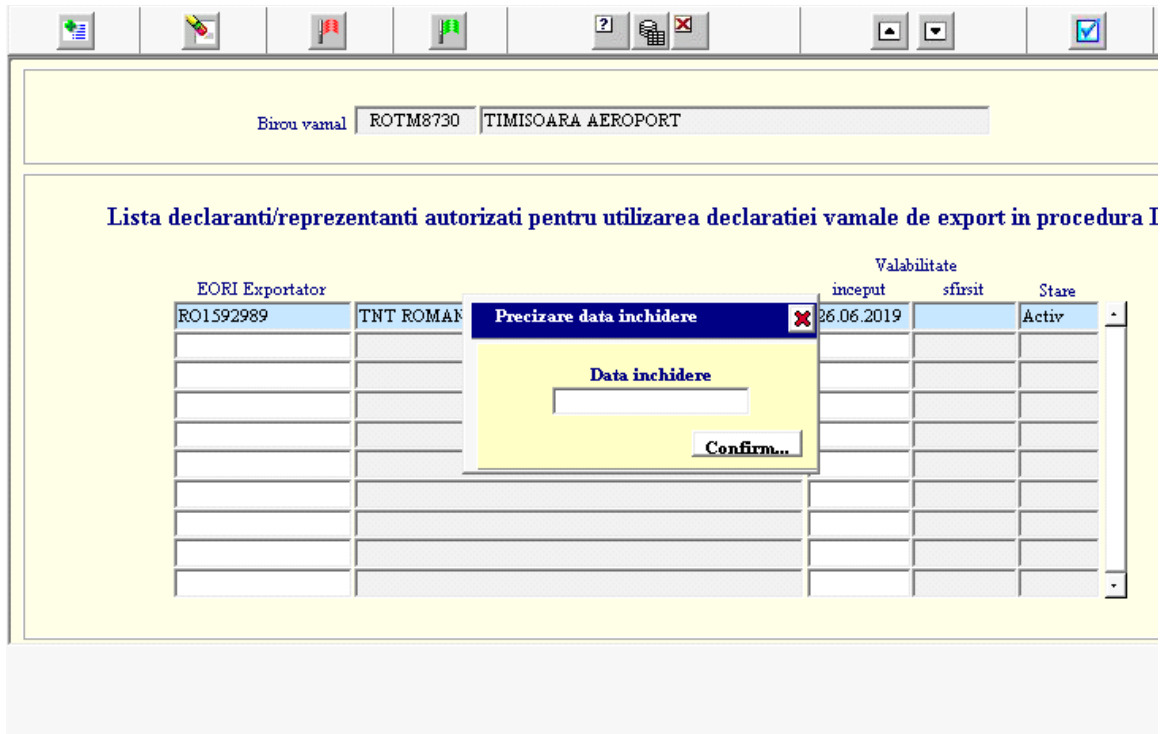 Birou vamal ROTM8730 TIMISOARA AEROPORT
Lista declaranti/reprezentanti autorizati pentru utilizarea declaratiei vamale de export in procedura
Valabilitate
EORI Exportator inceput sfirsit Stare
RO1592989 TNT ROMAN 26.06.2019 Activ
Precizare data inchidere
Data inchidere
Confirm...